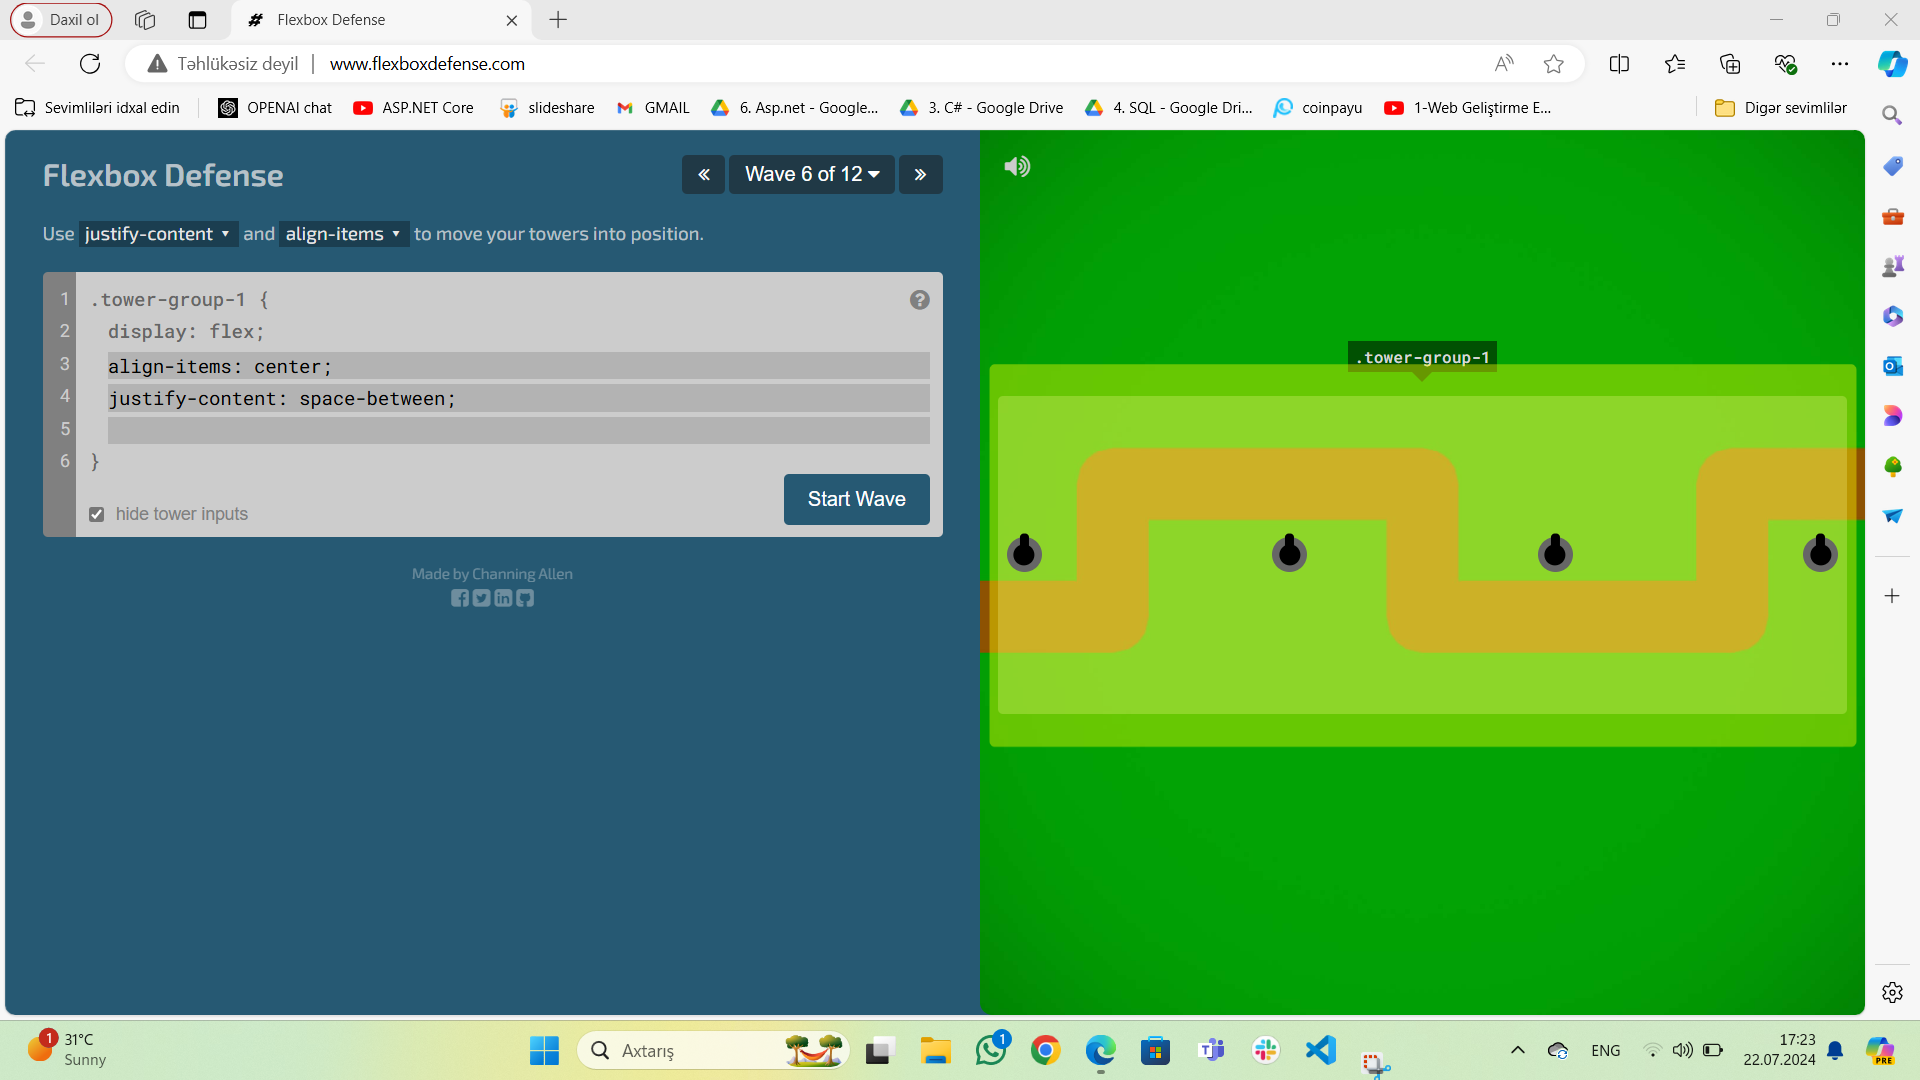 Daxil ol
Flexbox Defense
Təhlükəsiz deyil | www.flexboxdefense.com
Sevimliləri idxal edin
OPENAI chat
ASP.NET Core
slideshare
GMAIL
6. Asp.net - Google...
3. C# - Google Drive
4. SQL - Google Dri...
coinpayu
1-Web Geliştirme E...
Digər sevimlilər
Flexbox Defense
« Wave 6 of 12 »
Use justify-content and align-items to move your towers into position.
1 .tower-group-1 {
2 display: flex;
3 align-items: center;
4 justify-content: space-between;
5
6 }
hide tower inputs
Start Wave
Made by Channing Allen
.tower-group-1
1
31°C
Sunny
Axtarış
1
ENG
17:23
22.07.2024
PRE